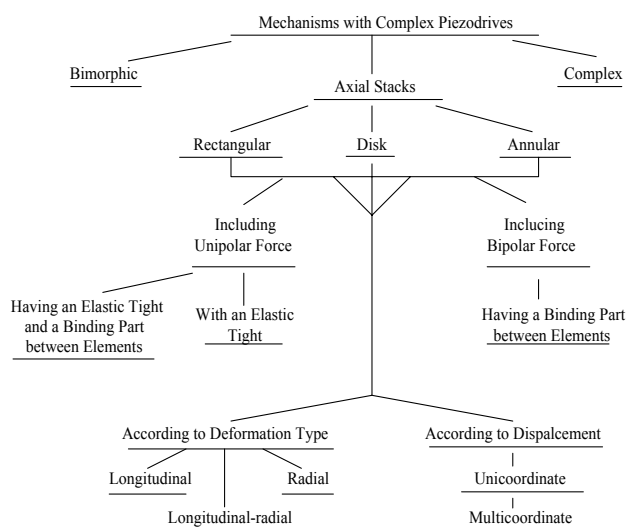 Mechanisms with Complex Piezodrives
Bimorphic
Complex
Axial Stacks
Rectangular
Disk
Annular
Including
Unipolar Force
Inclucing
Bipolar Force
Having an Elastic Tight
and a Binding Part
between Elements
With an Elastic
Tight
Having a Binding Part
between Elements
According to Deformation Type
According to Dispalcement
Longitudinal
Radial
Longitudinal-radial
Unicoordinate
Multicoordinate